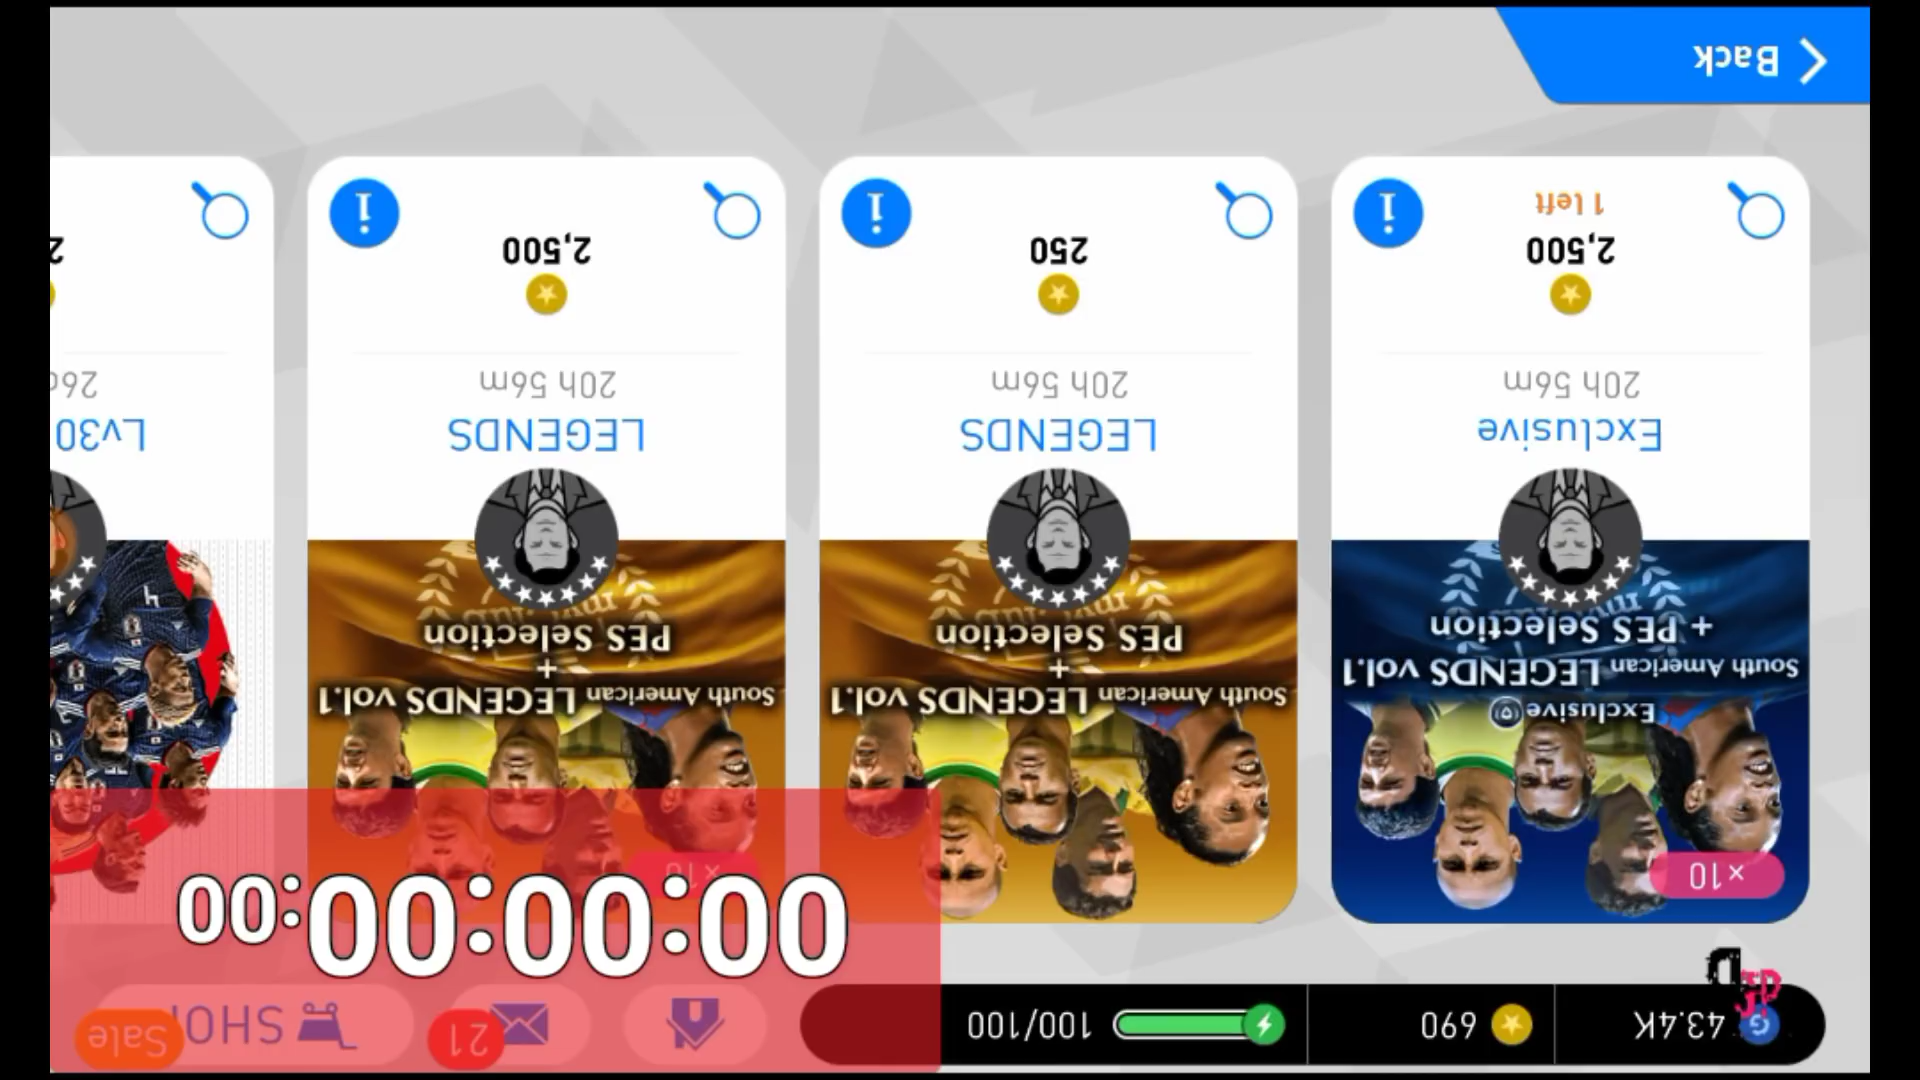 43.4K
690
100/100
21
SHOP
Sale
00:00:00:00
×10
Exclusive
South American LEGENDS vol.1
+ PES Selection
Exclusive
20h 56m
2,500
1 left
i
South American LEGENDS vol.1
+
PES Selection
LEGENDS
20h 56m
250
i
×10
South American LEGENDS vol.1
+
PES Selection
LEGENDS
20h 56m
2,500
i
Lv30
Back